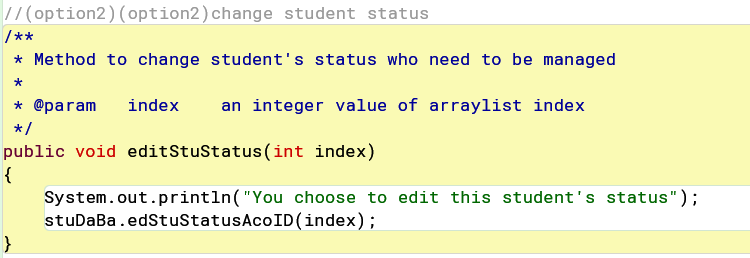 //(option2)(option2)change student status
/**
 * Method to change student's status who need to be managed
 *
 * @param   index    an integer value of arraylist index
 */
public void editStuStatus(int index)
{
    System.out.println("You choose to edit this student's status");
    stuDaBa.edStuStatusAcoID(index);
}